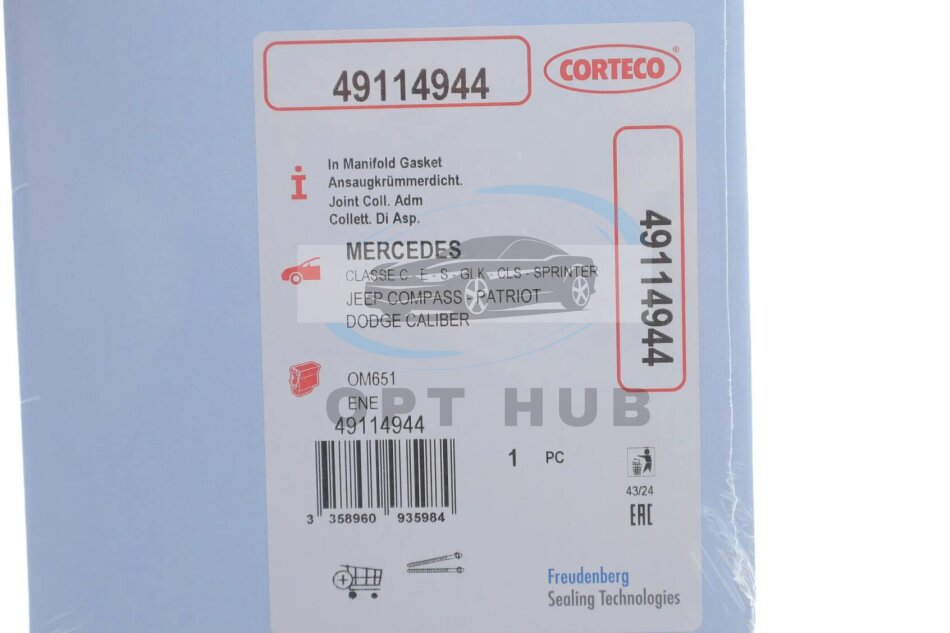 49114944
CORTECO®
49114944
In Manifold Gasket
Ansaugkrümmerdicht.
Joint Coll. Adm
Collett. Di Asp.
MERCEDES
CLASSE C - E - S - GLK - CLS - SPRINTER
JEEP COMPASS - PATRIOT
DODGE CALIBER
OM651
ENE
OPT HUB
49114944
1 PC
3 358960 935984
43/24
EAC
Freudenberg
Sealing Technologies